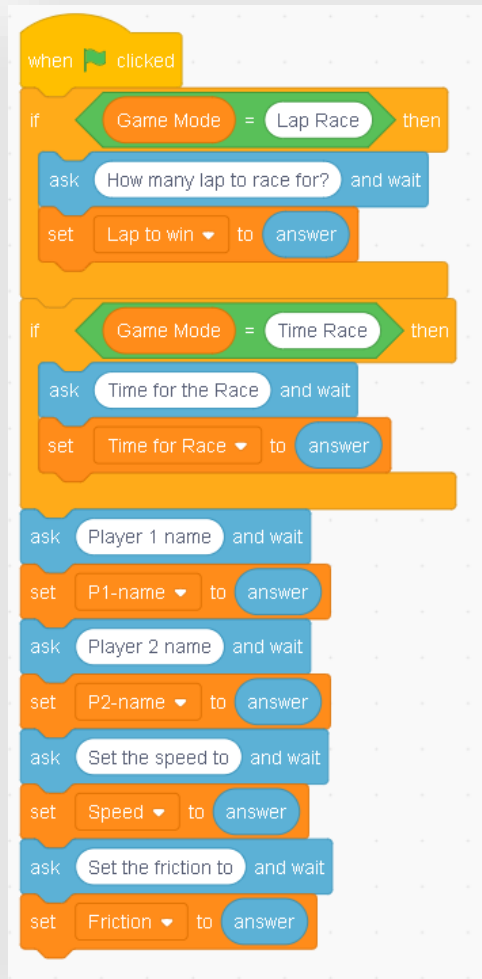 when clicked
if Game Mode = Lap Race then
ask How many lap to race for? and wait
set Lap to win to answer
if Game Mode = Time Race then
ask Time for the Race and wait
set Time for Race to answer
ask Player 1 name and wait
set P1-name to answer
ask Player 2 name and wait
set P2-name to answer
ask Set the speed to and wait
set Speed to answer
ask Set the friction to and wait
set Friction to answer